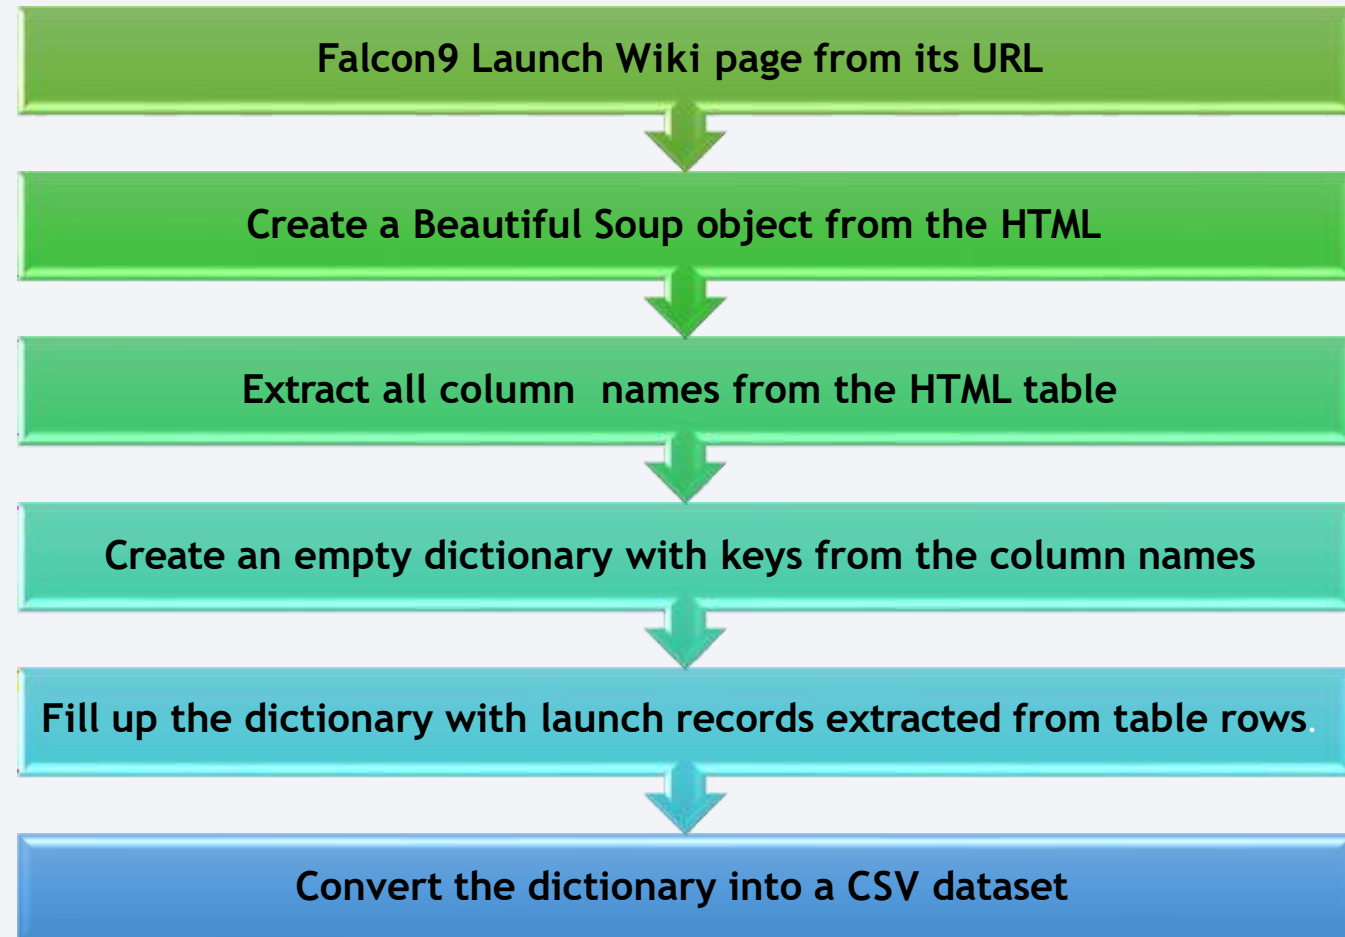 Falcon9 Launch Wiki page from its URL
Create a Beautiful Soup object from the HTML
Extract all column  names from the HTML table
Create an empty dictionary with keys from the column names
Fill up the dictionary with launch records extracted from table rows.
Convert the dictionary into a CSV dataset